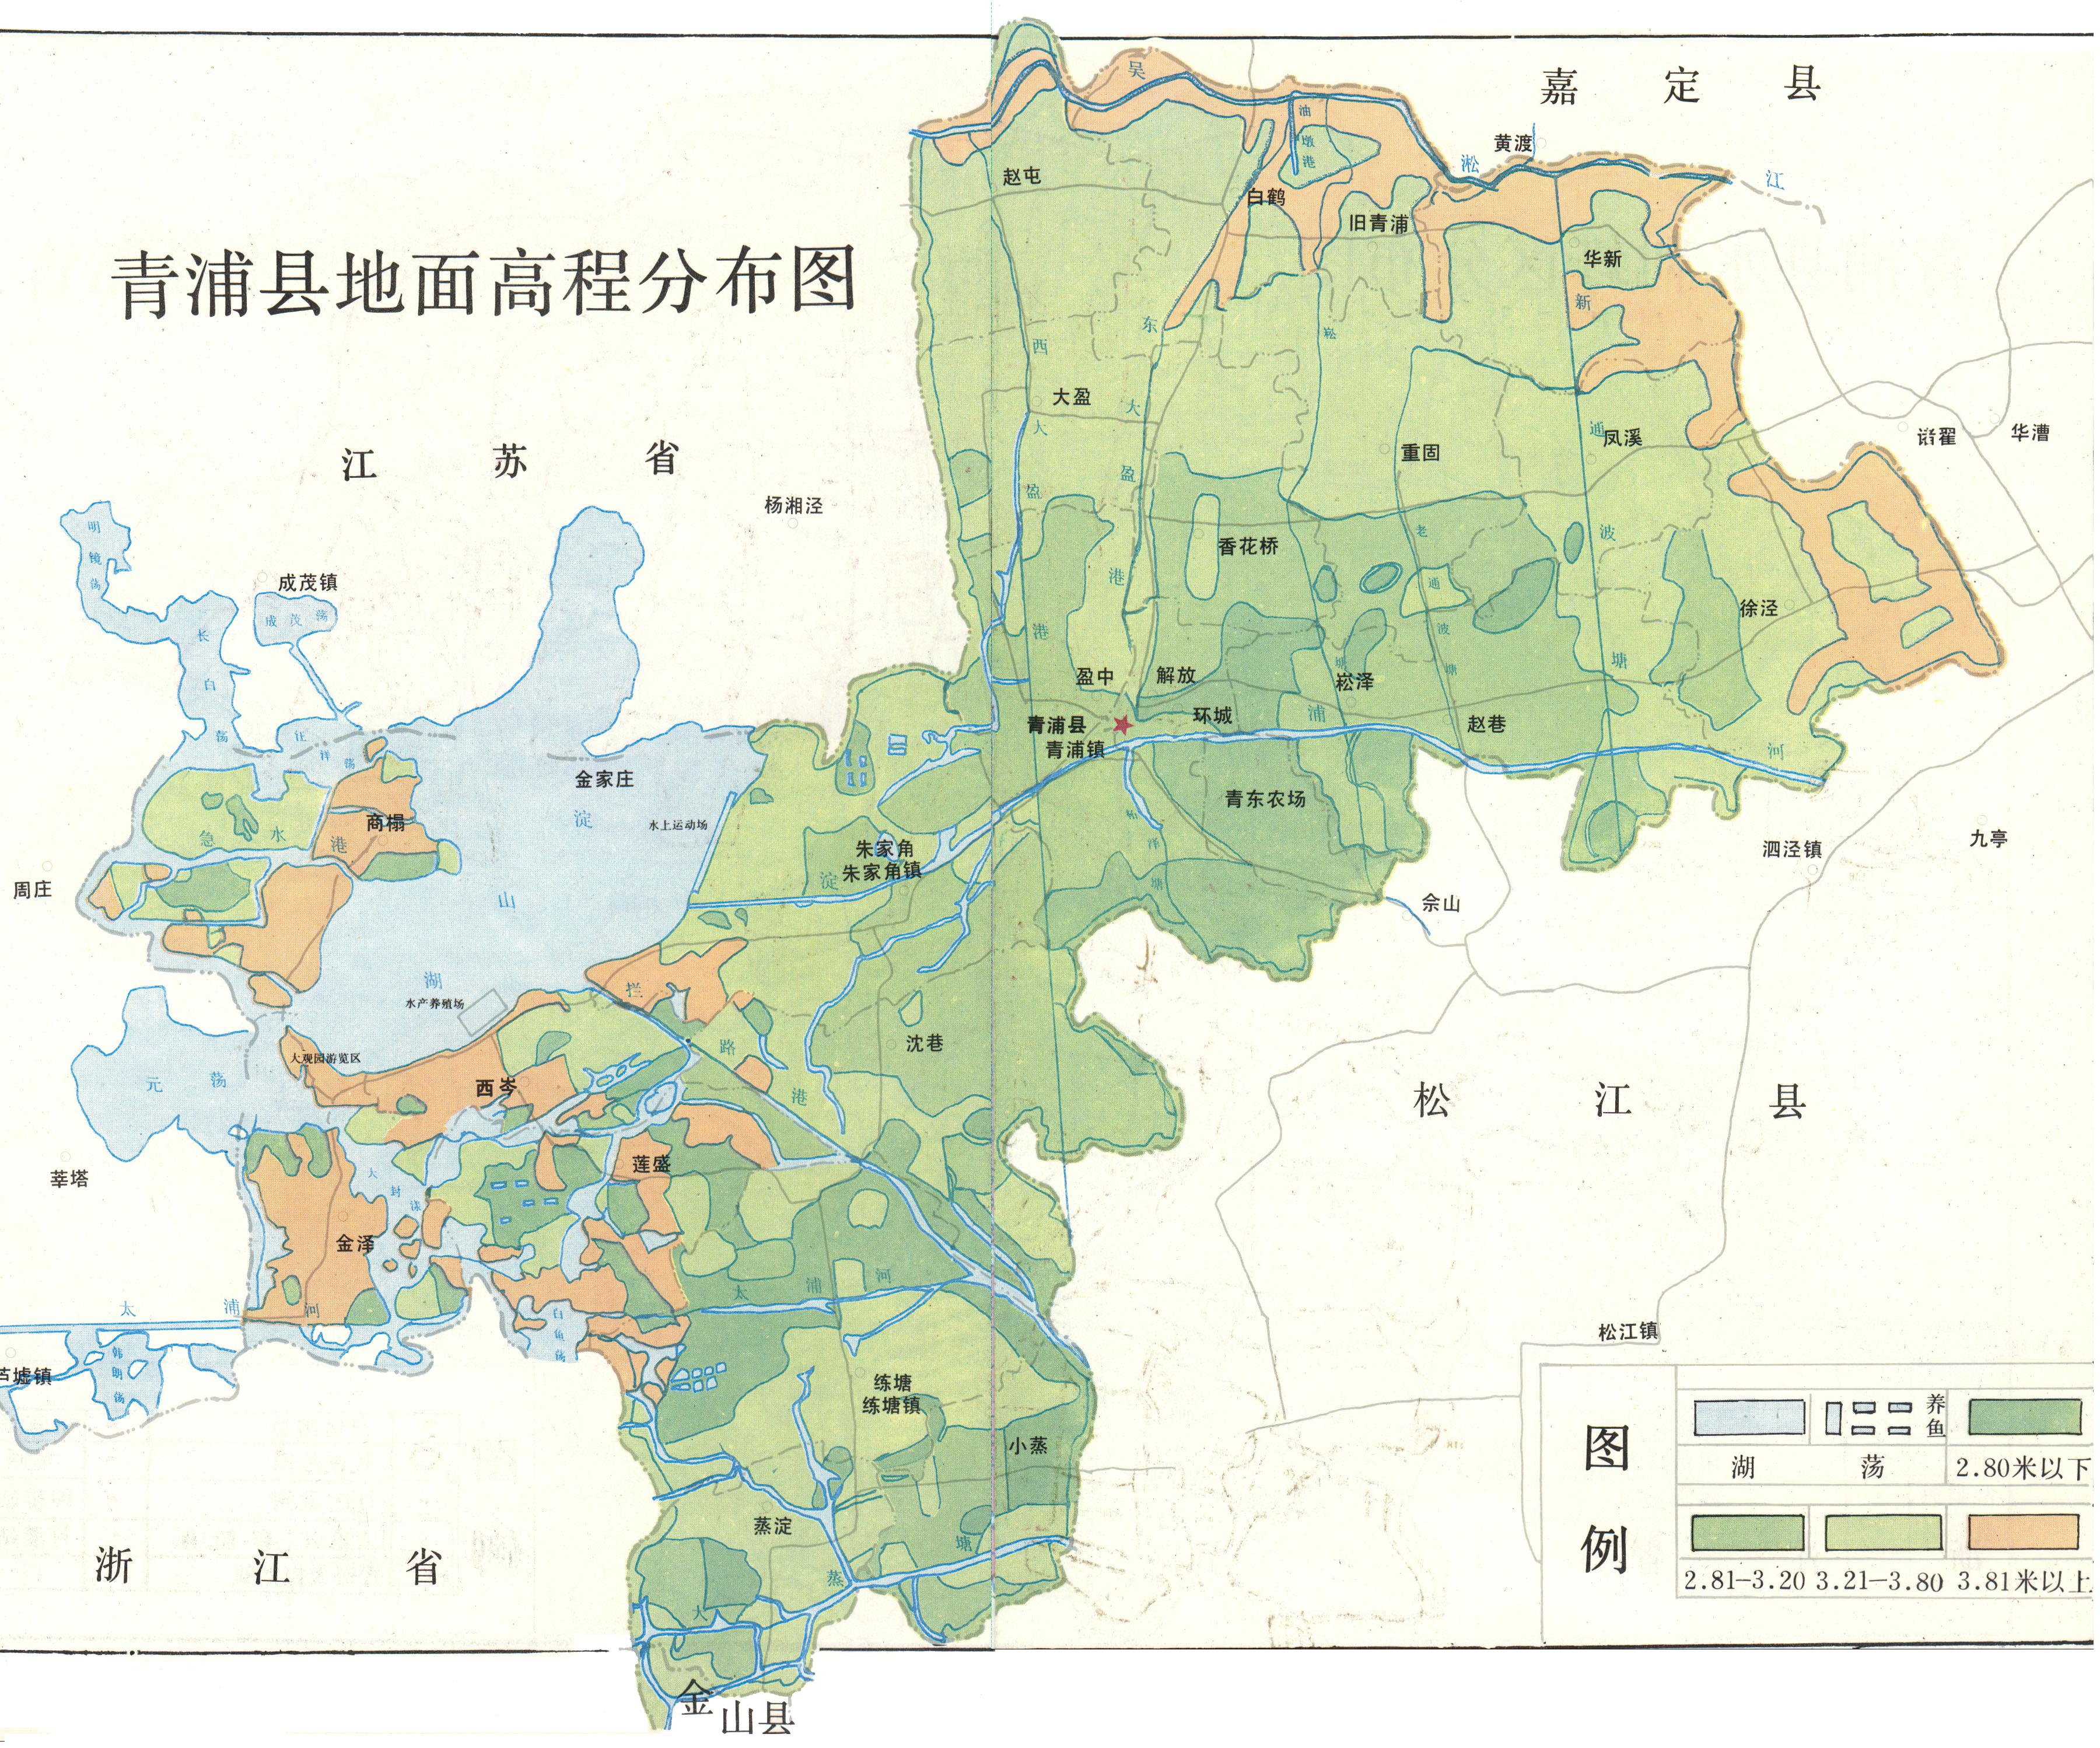 青浦县地面高程分布图
嘉定县
江苏省
浙江省
松江县
金山县
吴
淞
江
黄渡
油
墩
港
赵屯
白鹤
旧青浦
华新
新
通
波
塘
东
大
盈
港
西
大
盈
港
崧
塘
大盈
重固
凤溪
诸翟
华漕
杨湘泾
香花桥
老
通
波
塘
徐泾
明
镜
荡
成茂镇
成茂荡
长
白
荡
汪
洋
荡
盈中
解放
崧泽
青浦县
青浦镇
环城
浦
赵巷
河
金家庄
淀
山
湖
水上运动场
商榻
急水港
朱家角
朱家角镇
淀
青东农场
泗泾镇
九亭
周庄
佘山
拓
泽
塘
水产养殖场
拦
路
港
沈巷
大观园游览区
西岑
元荡
莘塔
莲盛
大
封
漾
金泽
太浦河
太浦河
白
鱼
荡
韩
明
荡
芦墟镇
松江镇
练塘
练塘镇
小蒸
蒸淀
大
蒸
塘
图
例
湖
荡
养
鱼
2.80米以下
2.81—3.20
3.21—3.80
3.81米以上